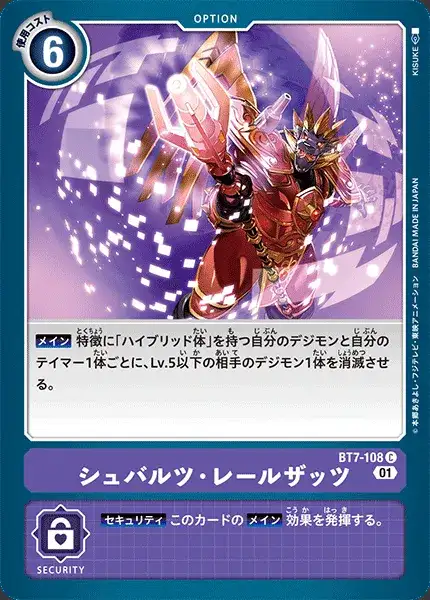 使用コスト
6
OPTION
KISUKE
BANDAI MADE IN JAPAN
© 本郷あきよし・フジテレビ・東映アニメーション
メイン 特徴に「ハイブリッド体」を持つ自分のデジモンと自分の
テイマー1体ごとに、Lv.5以下の相手のデジモン1体を消滅させ
る。
BT7-108 C
シュバルツ・レールザッツ
01
セキュリティ このカードの メイン 効果を発揮する。
SECURITY